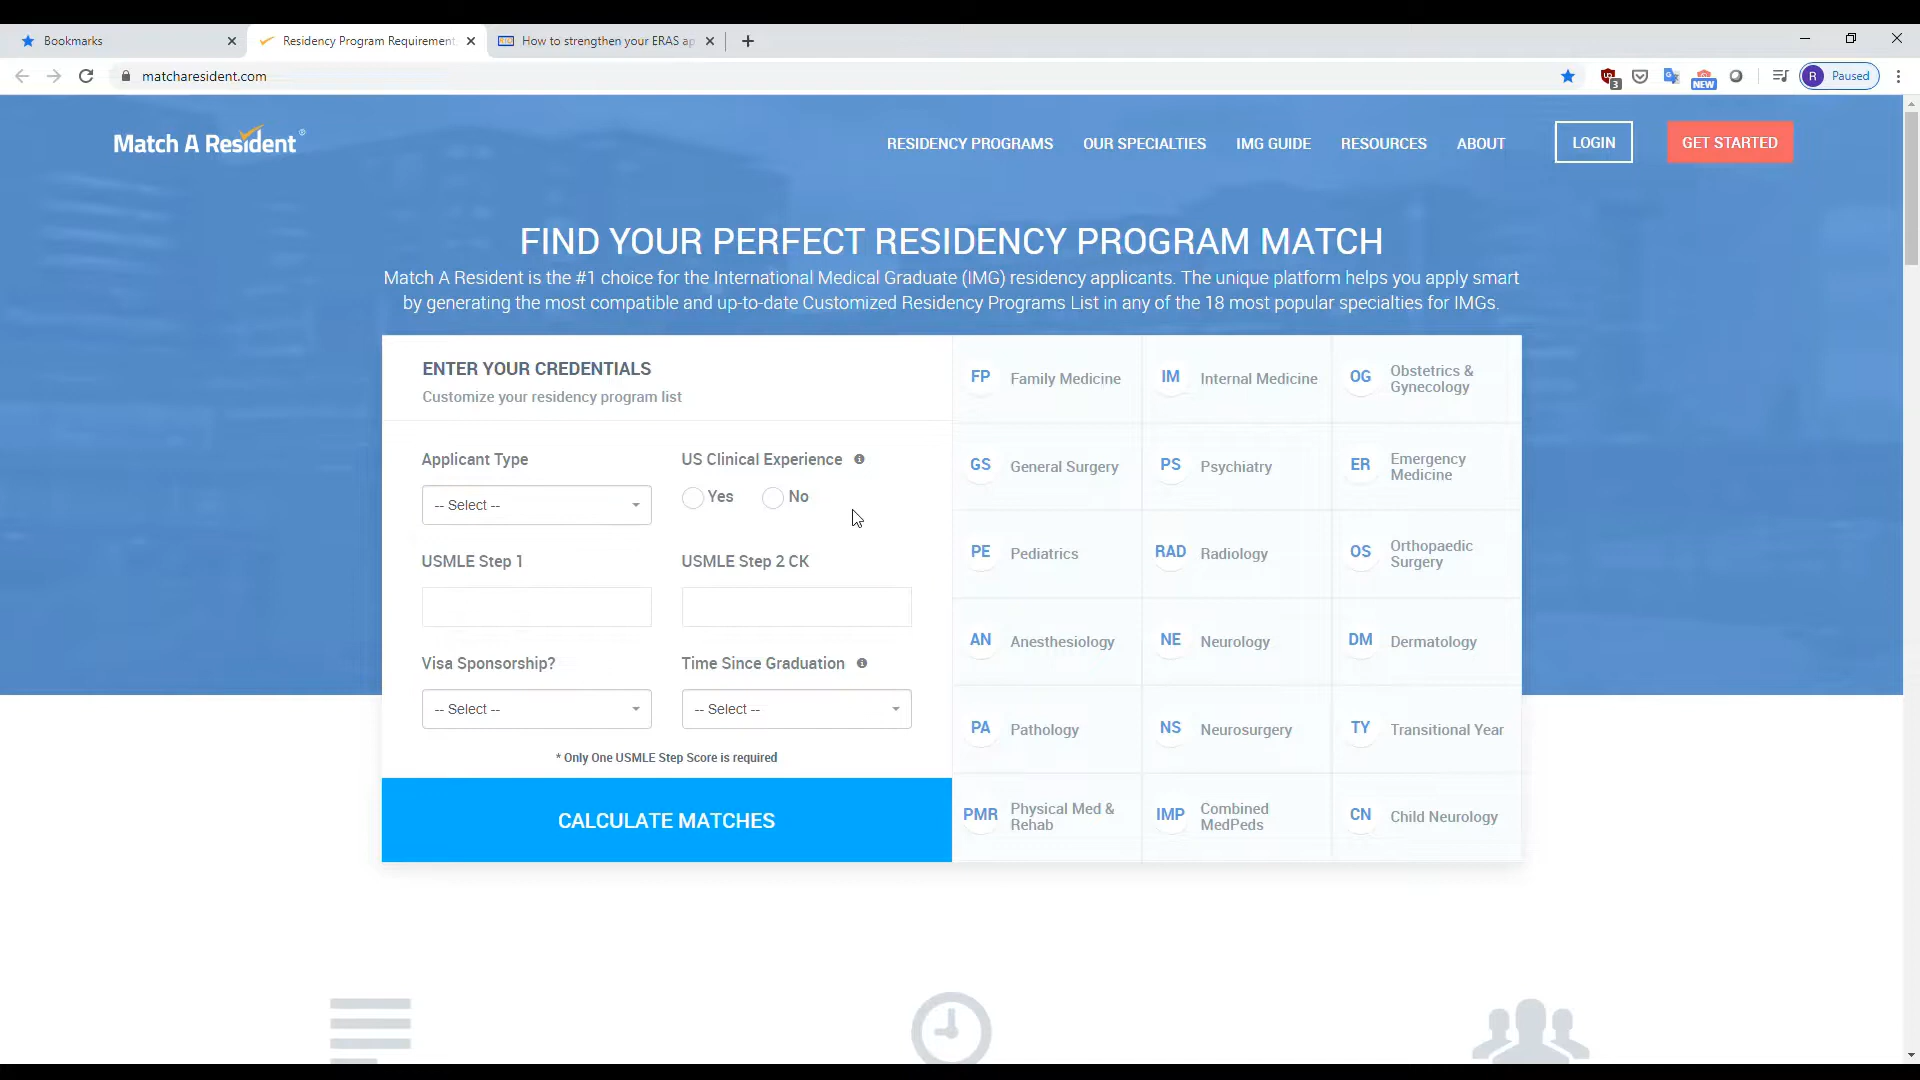 Bookmarks
Residency Program Requirement
How to strengthen your ERAS ap
matcharesident.com
3
NEW
R Paused
Match A Resident®
RESIDENCY PROGRAMS
OUR SPECIALTIES
IMG GUIDE
RESOURCES
ABOUT
LOGIN
GET STARTED
FIND YOUR PERFECT RESIDENCY PROGRAM MATCH
Match A Resident is the #1 choice for the International Medical Graduate (IMG) residency applicants. The unique platform helps you apply smart
by generating the most compatible and up-to-date Customized Residency Programs List in any of the 18 most popular specialties for IMGs.
ENTER YOUR CREDENTIALS
Customize your residency program list
Applicant Type
-- Select --
US Clinical Experience
Yes
No
USMLE Step 1
USMLE Step 2 CK
Visa Sponsorship?
-- Select --
Time Since Graduation
-- Select --
* Only One USMLE Step Score is required
CALCULATE MATCHES
FP Family Medicine
IM Internal Medicine
OG Obstetrics &
Gynecology
GS General Surgery
PS Psychiatry
ER Emergency
Medicine
PE Pediatrics
RAD Radiology
OS Orthopaedic
Surgery
AN Anesthesiology
NE Neurology
DM Dermatology
PA Pathology
NS Neurosurgery
TY Transitional Year
PMR Physical Med &
Rehab
IMP Combined
MedPeds
CN Child Neurology